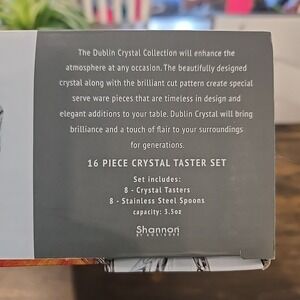 The Dublin Crystal Collection will enhance the
atmosphere at any occasion. The beautifully designed
crystal along with the brilliant cut pattern create special
serve ware pieces that are timeless in design and
elegant additions to your table. Dublin Crystal will bring
brilliance and a touch of flair to your surroundings
for generations.
16 PIECE CRYSTAL TASTER SET
Set includes:
8 - Crystal Tasters
8 - Stainless Steel Spoons
capacity: 3.5oz
Shannon
BY GODINGER